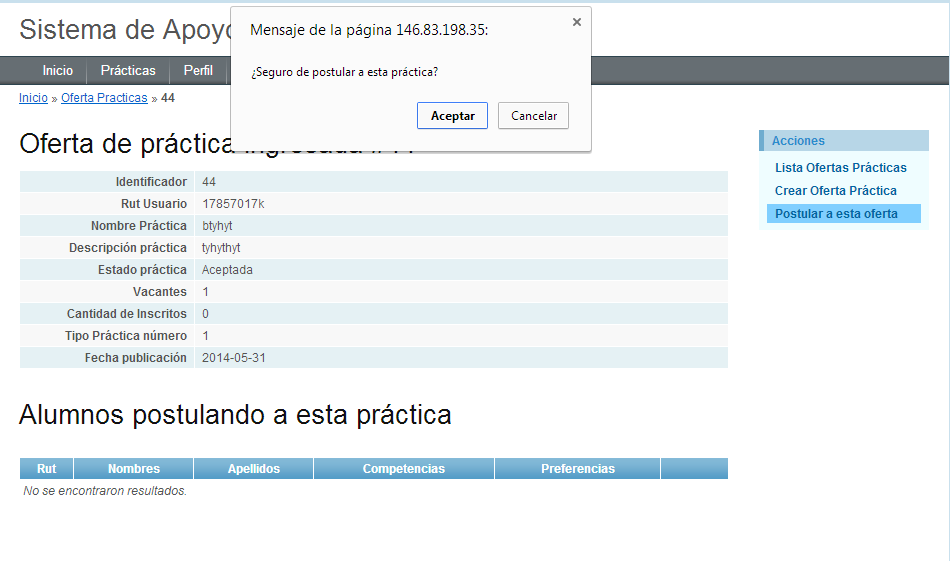 Sistema de Apoyo
Mensaje de la página 146.83.198.35:
¿Seguro de postular a esta práctica?
Aceptar Cancelar
Inicio Prácticas Perfil
Inicio » Oferta Practicas » 44
Oferta de práctica
Identificador 44
Rut Usuario 17857017k
Nombre Práctica btyhyt
Descripción práctica tyhythyt
Estado práctica Aceptada
Vacantes 1
Cantidad de Inscritos 0
Tipo Práctica número 1
Fecha publicación 2014-05-31
Acciones
Lista Ofertas Prácticas
Crear Oferta Práctica
Postular a esta oferta
Alumnos postulando a esta práctica
Rut Nombres Apellidos Competencias Preferencias
No se encontraron resultados.